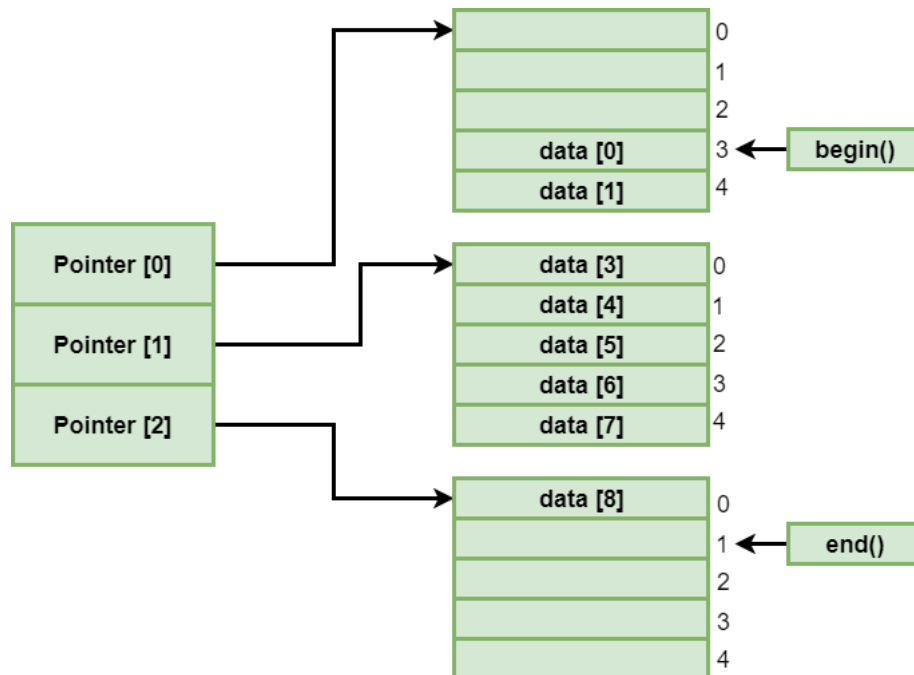 0
1
2
data [0] 3 begin()
data [1] 4
Pointer [0] data [3] 0
data [4] 1
Pointer [1] data [5] 2
data [6] 3
Pointer [2] data [7] 4
data [8] 0
1 end()
2
3
4